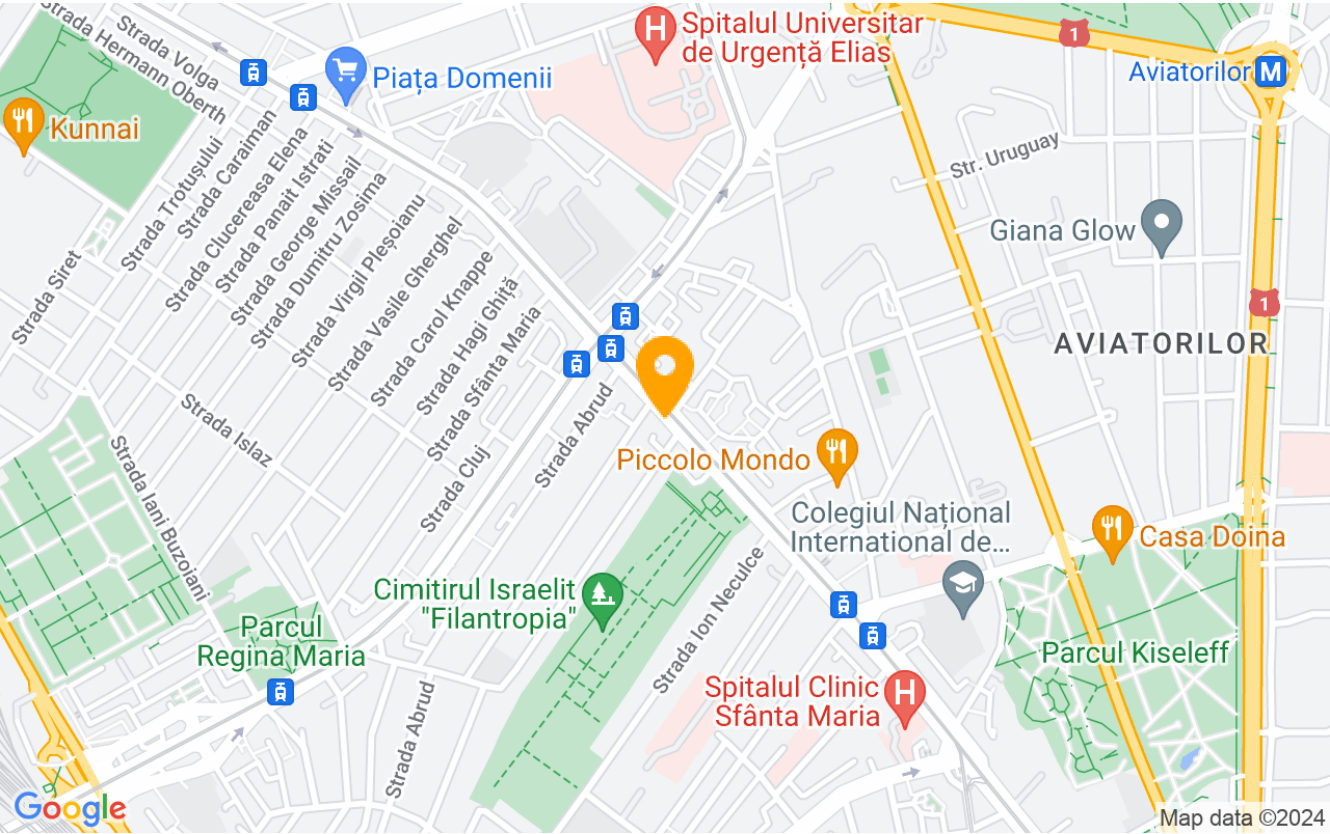 Strada Hermann Oberth
Strada Volga
Piața Domenii
Spitalul Universitar
de Urgență Elias
1
Aviatorilor
M
Kunnai
Strada Trotușului
Strada Caraiman
Strada Clucereasa Elena
Strada Panait Istrati
Strada George Missail
Strada Dumitru Zosima
Strada Virgil Pleșoianu
Strada Vasile Gherghel
Strada Carol Knappe
Strada Hagi Ghiță
Strada Sfânta Maria
Str. Uruguay
Giana Glow
Strada Siret
1
AVIATORILOR
Strada Islaz
Strada Cluj
Strada Abrud
Strada Iani Buzoiani
Piccolo Mondo
Colegiul Național
International de...
Casa Doina
Cimitirul Israelit
"Filantropia"
Strada Ion Neculce
Parcul
Regina Maria
Parcul Kiseleff
Strada Abrud
Spitalul Clinic
Sfânta Maria
H
H
Google
Map data ©2024